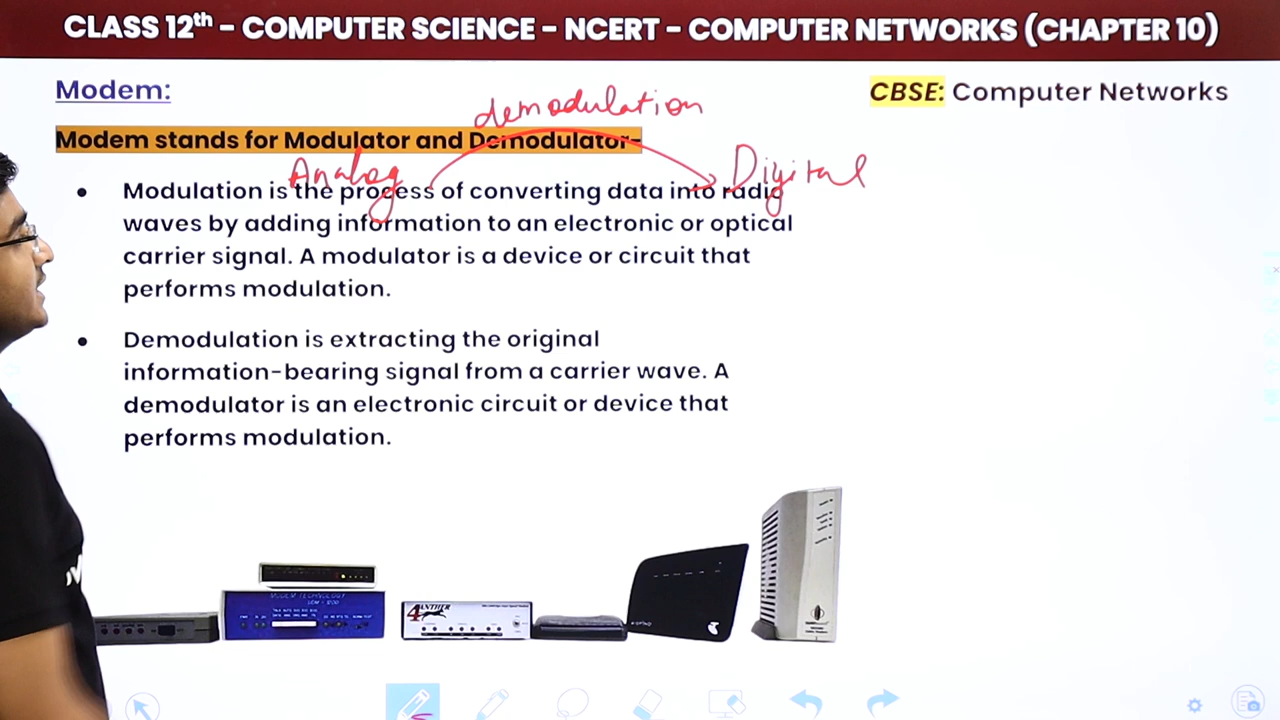 CLASS 12th - COMPUTER SCIENCE - NCERT - COMPUTER NETWORKS (CHAPTER 10)
Modem:
CBSE: Computer Networks
demodulation
Modem stands for Modulator and Demodulator-
Analog
Digital
• Modulation is the process of converting data into radio
waves by adding information to an electronic or optical
carrier signal. A modulator is a device or circuit that
performs modulation.
• Demodulation is extracting the original
information-bearing signal from a carrier wave. A
demodulator is an electronic circuit or device that
performs modulation.
MODEM TECHNOLOGY
PANTHER